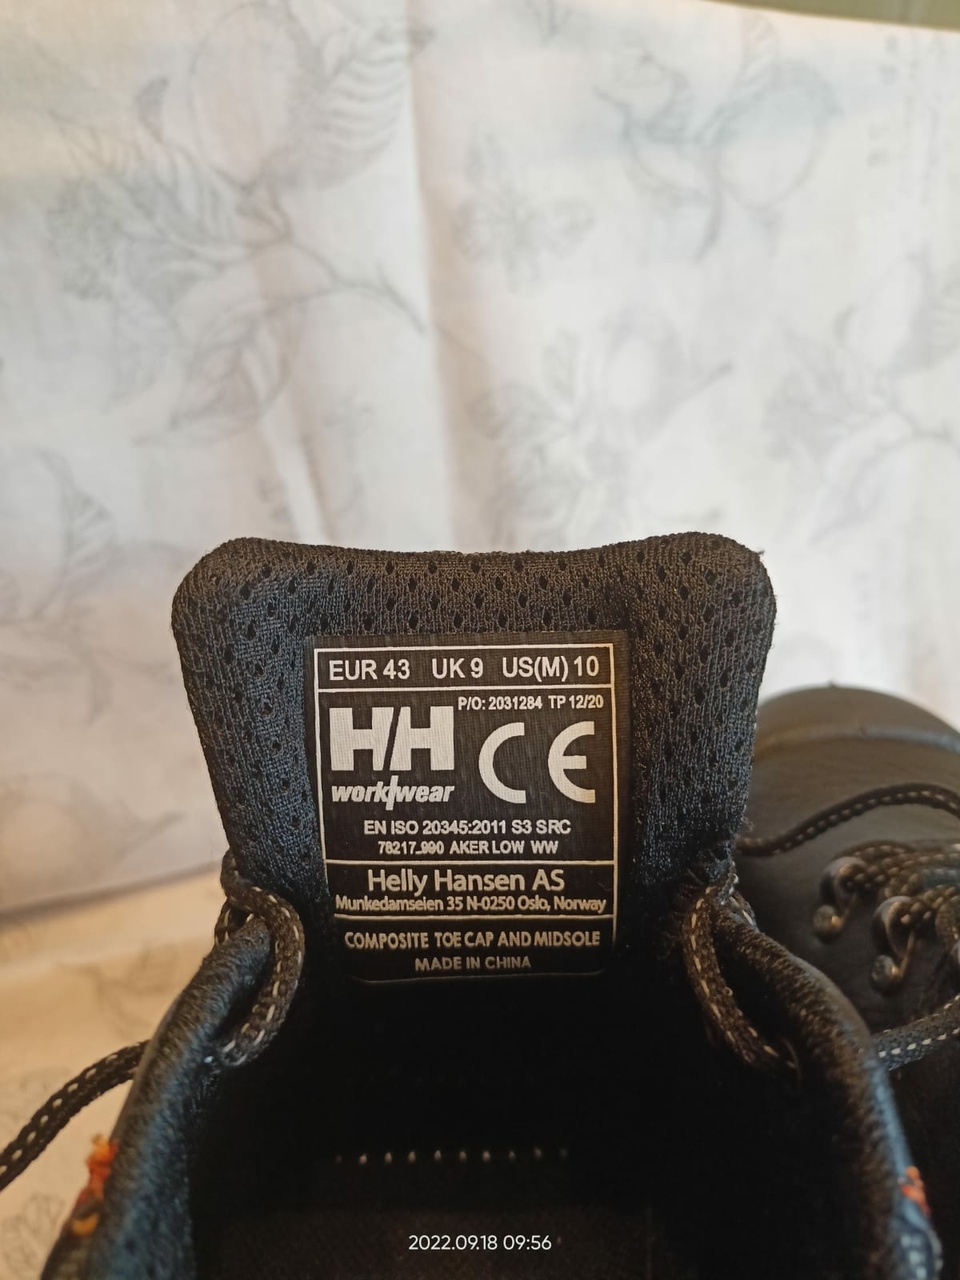 EUR 43 UK 9 US(M) 10
P/O: 2031284 TP 12/20
HH CE
workwear
EN ISO 20345:2011 S3 SRC
78217_990 AKER LOW WW
Helly Hansen AS
Munkedamseien 35 N-0250 Oslo, Norway
COMPOSITE TOE CAP AND MIDSOLE
MADE IN CHINA
2022.09.18 09:56